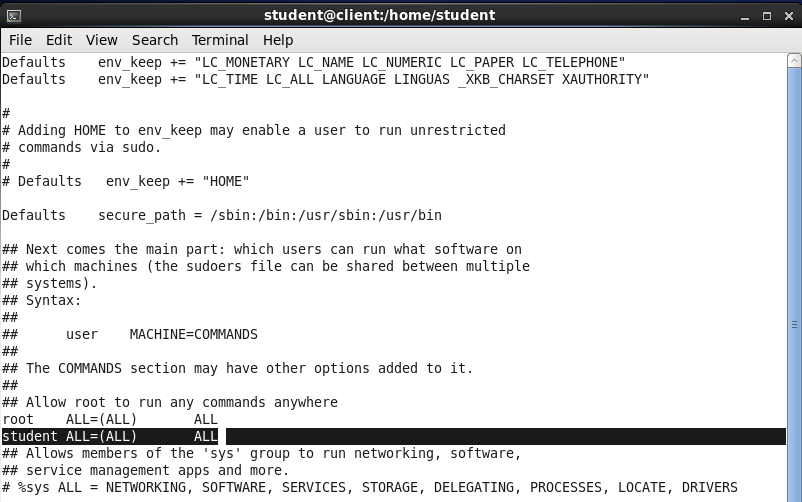 student@client:/home/student
File Edit View Search Terminal Help
Defaults    env_keep += "LC_MONETARY LC_NAME LC_NUMERIC LC_PAPER LC_TELEPHONE"
Defaults    env_keep += "LC_TIME LC_ALL LANGUAGE LINGUAS _XKB_CHARSET XAUTHORITY"
#
# Adding HOME to env_keep may enable a user to run unrestricted
# commands via sudo.
#
# Defaults   env_keep += "HOME"
Defaults    secure_path = /sbin:/bin:/usr/sbin:/usr/bin
## Next comes the main part: which users can run what software on
## which machines (the sudoers file can be shared between multiple
## systems).
## Syntax:
##
##      user    MACHINE=COMMANDS
##
## The COMMANDS section may have other options added to it.
##
## Allow root to run any commands anywhere
root    ALL=(ALL)       ALL
student ALL=(ALL)       ALL
## Allows members of the 'sys' group to run networking, software,
## service management apps and more.
# %sys ALL = NETWORKING, SOFTWARE, SERVICES, STORAGE, DELEGATING, PROCESSES, LOCATE, DRIVERS